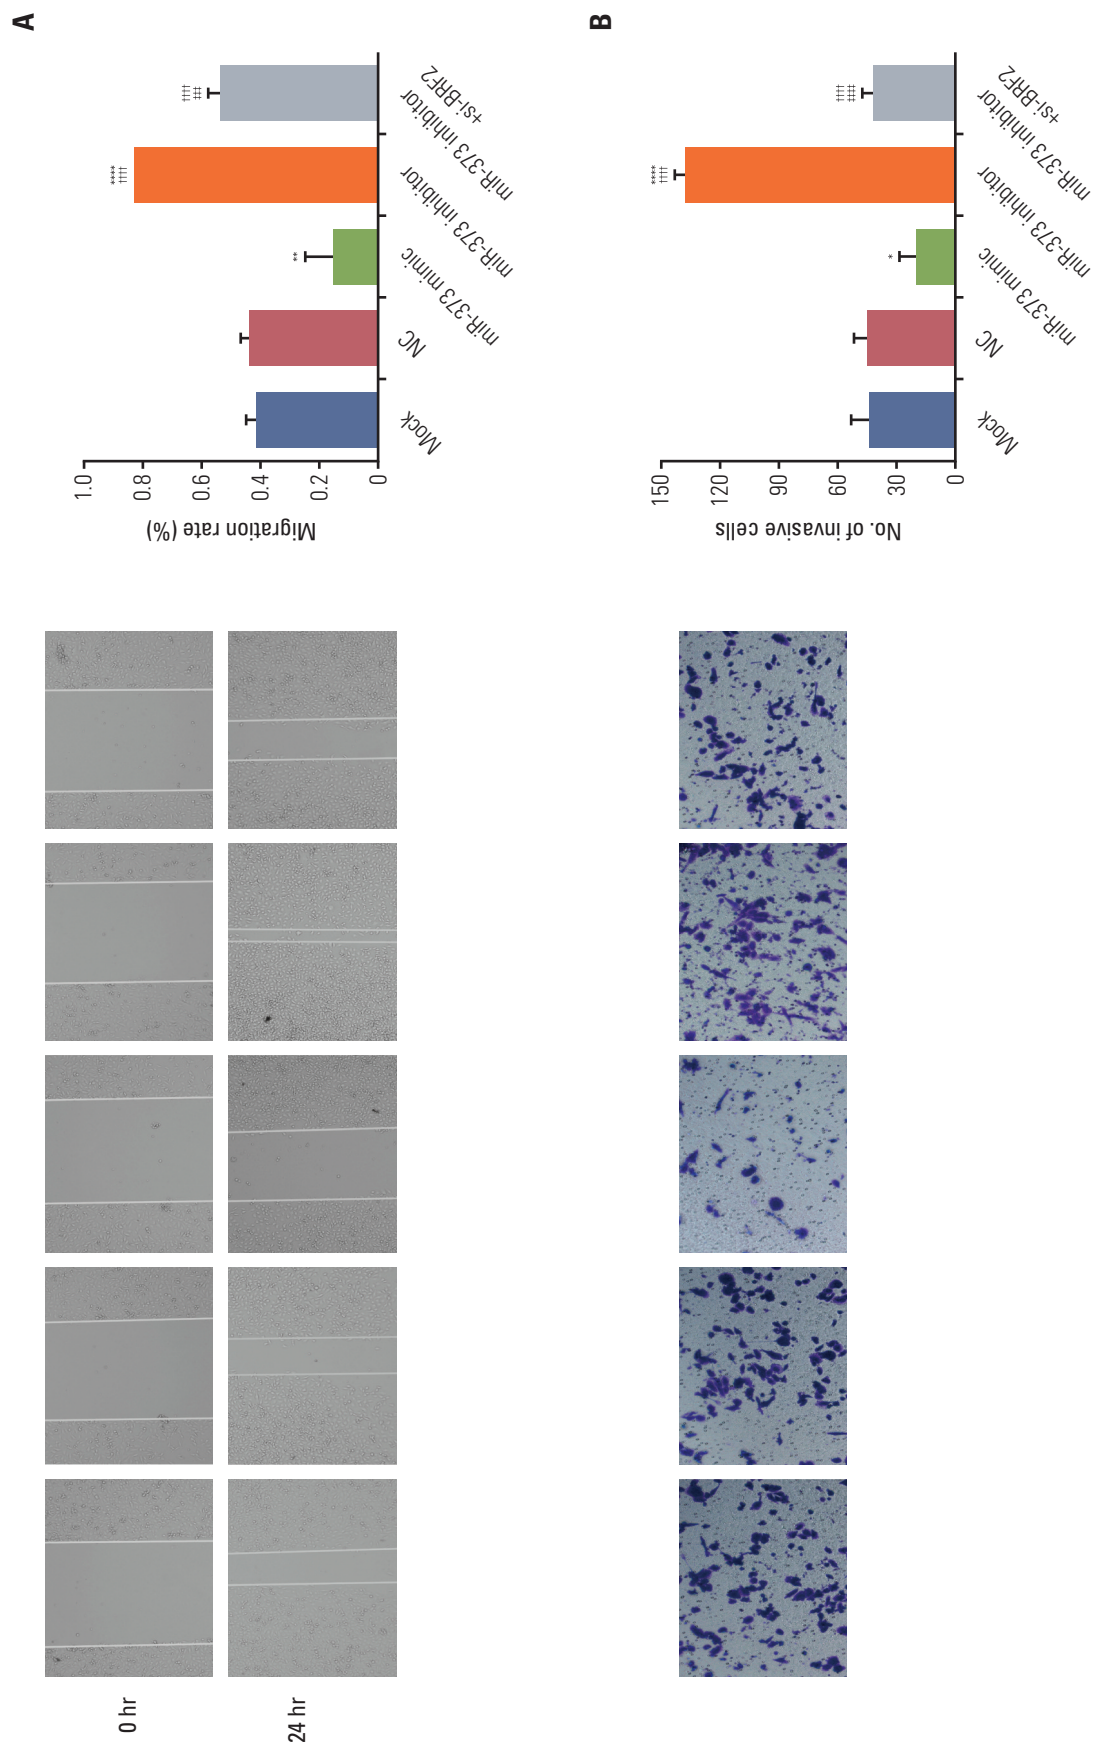 A
0 hr
24 hr
Migration rate (%)
1.0
0.8
0.6
0.4
0.2
0
**
****
††††
††††
‡‡‡
Mock
NC
miR-373 mimic
miR-373 inhibitor
miR-373 inhibitor
+si-BRF2
B
No. of invasive cells
150
120
90
60
30
0
*
****
††††
††††
‡‡‡‡
Mock
NC
miR-373 mimic
miR-373 inhibitor
miR-373 inhibitor
+si-BRF2